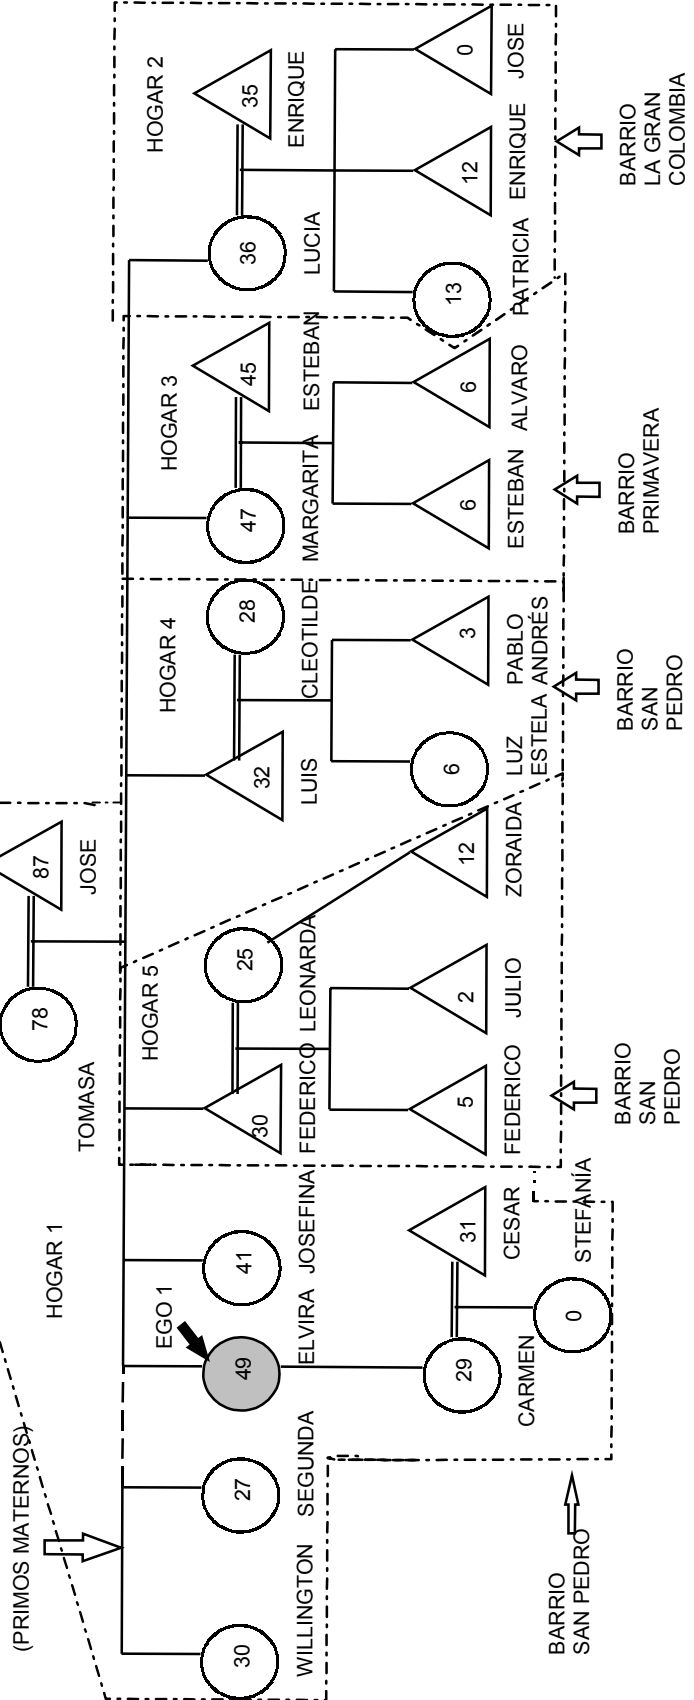 (PRIMOS MATERNOS)
HOGAR 1
TOMASA
78
87
JOSE
EGO 1
30
WILLINGTON
27
SEGUNDA
49
ELVIRA
41
JOSEFINA
29
CARMEN
31
CESAR
0
STEFANÍA
BARRIO
SAN PEDRO
HOGAR 5
30
FEDERICO
25
LEONARDA
5
FEDERICO
2
JULIO
12
ZORAIDA
BARRIO
SAN
PEDRO
HOGAR 4
32
LUIS
28
CLEOTILDE
6
LUZ
ESTELA
3
PABLO
ANDRÉS
BARRIO
SAN
PEDRO
HOGAR 3
47
MARGARITA
45
ESTEBAN
6
ESTEBAN
6
ALVARO
BARRIO
PRIMAVERA
HOGAR 2
36
LUCIA
35
ENRIQUE
13
PATRICIA
12
ENRIQUE
0
JOSE
BARRIO
LA GRAN
COLOMBIA